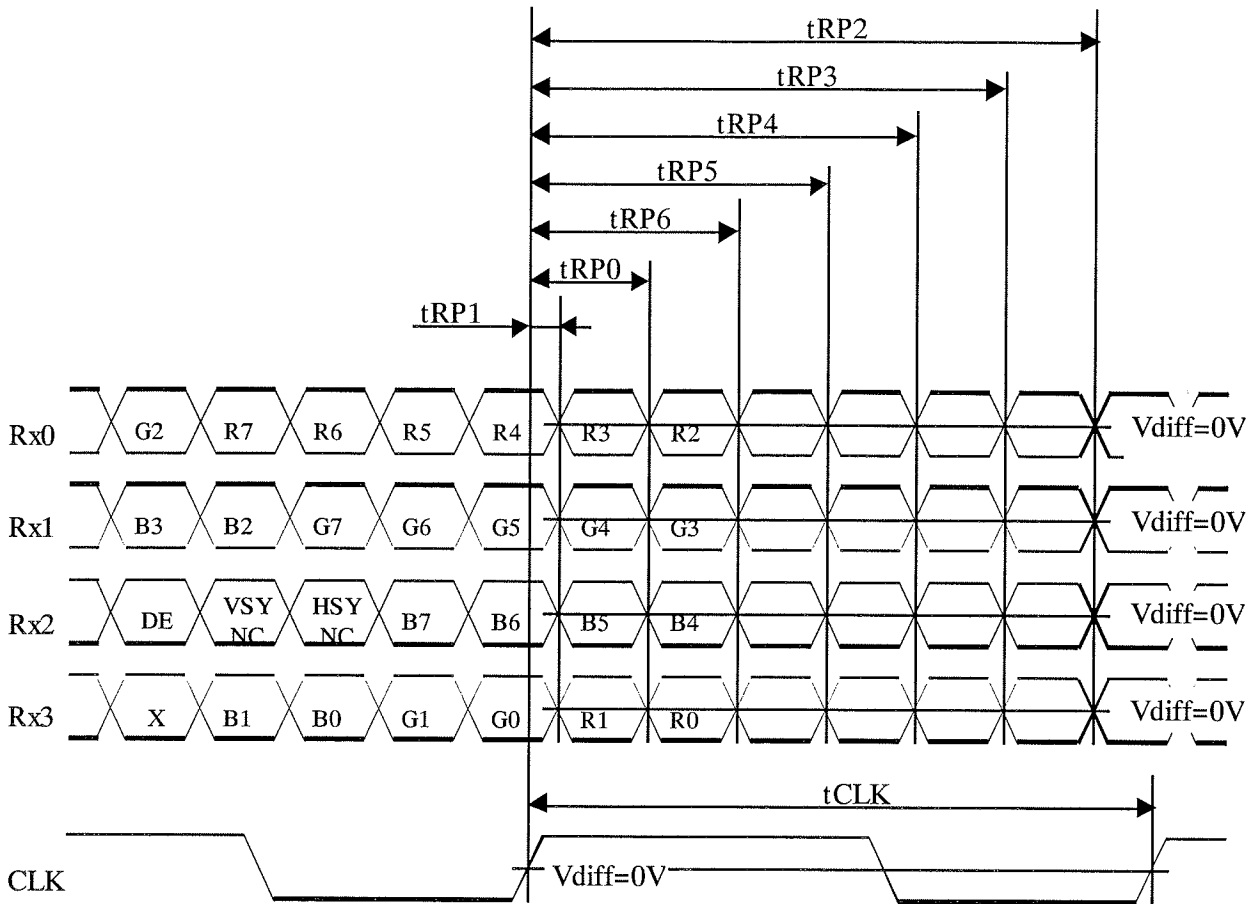 tRP2
tRP3
tRP4
tRP5
tRP6
tRP0
tRP1
Rx0 G2 R7 R6 R5 R4 R3 R2 Vdiff=0V
Rx1 B3 B2 G7 G6 G5 G4 G3 Vdiff=0V
Rx2 DE VSY NC HSY NC B7 B6 B5 B4 Vdiff=0V
Rx3 X B1 B0 G1 G0 R1 R0 Vdiff=0V
tCLK
CLK Vdiff=0V